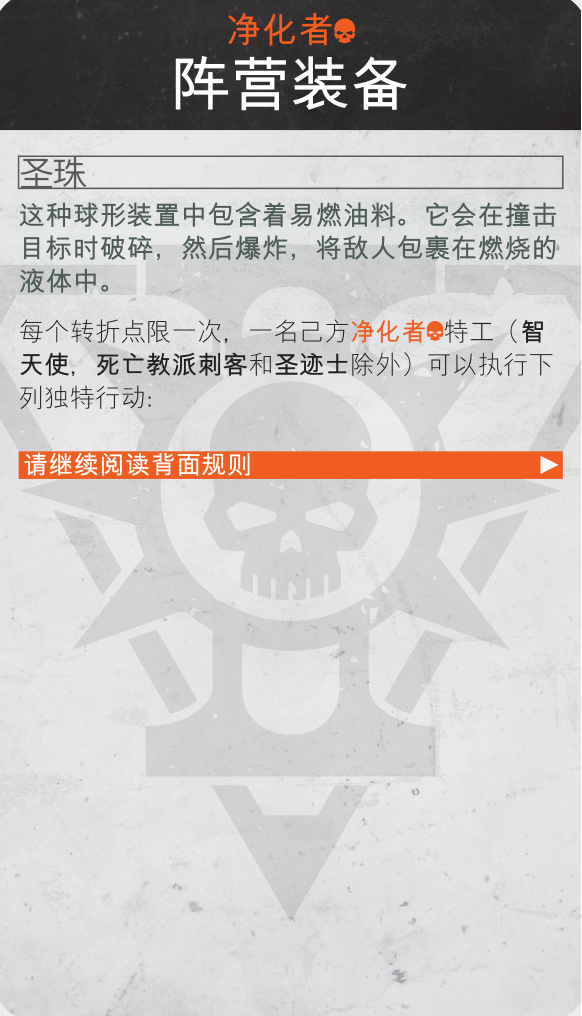 净化者
阵营装备
圣珠
这种球形装置中包含着易燃油料。它会在撞击
目标时破碎，然后爆炸，将敌人包裹在燃烧的
液体中。
每个转折点限一次，一名己方净化者特工（智
天使，死亡教派刺客和圣迹士除外）可以执行下
列独特行动:
请继续阅读背面规则